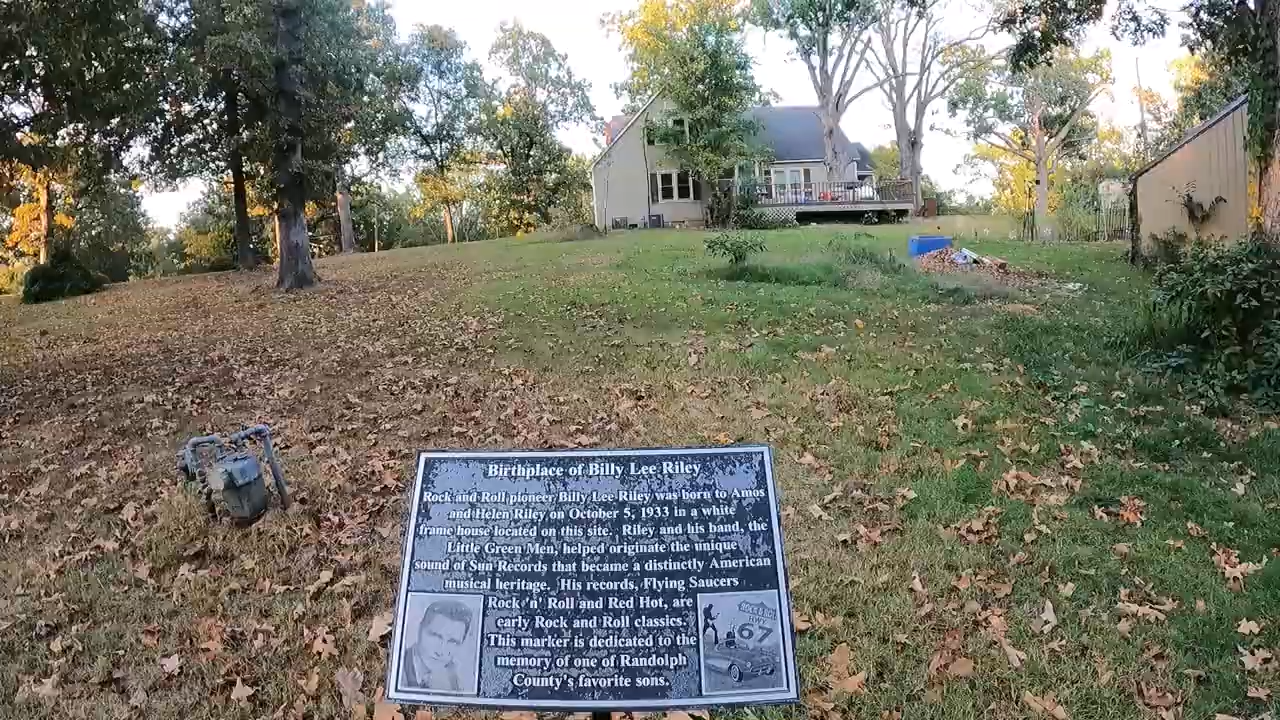 Birthplace of Billy Lee Riley
Rock and Roll pioneer Billy Lee Riley was born to Amos
and Helen Riley on October 5, 1933 in a white
frame house located on this site. Riley and his band, the
Little Green Men, helped originate the unique
sound of Sun Records that became a distinctly American
musical heritage. His records, Flying Saucers
Rock 'n' Roll and Red Hot, are
early Rock and Roll classics.
This marker is dedicated to the
memory of one of Randolph
County's favorite sons.
ROCK & ROLL
HWY
67